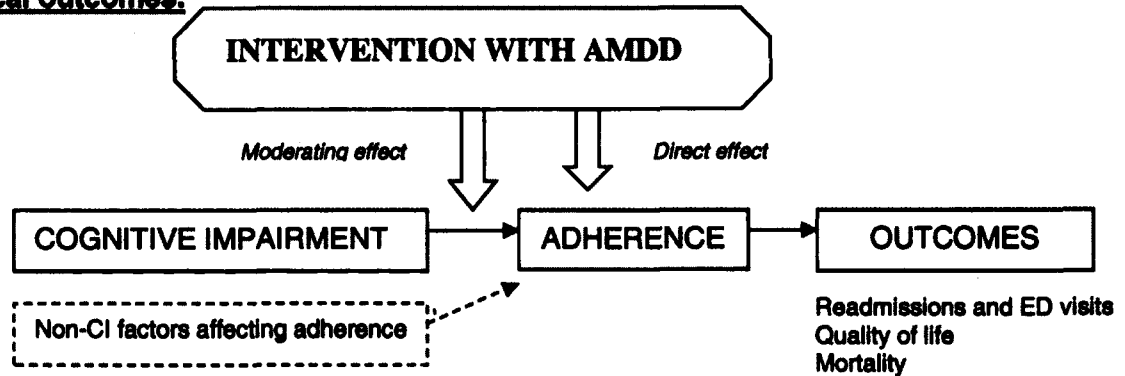 outcomes:
INTERVENTION WITH AMDD
Moderating effect
Direct effect
COGNITIVE IMPAIRMENT
ADHERENCE
OUTCOMES
Non-CI factors affecting adherence
Readmissions and ED visits
Quality of life
Mortality